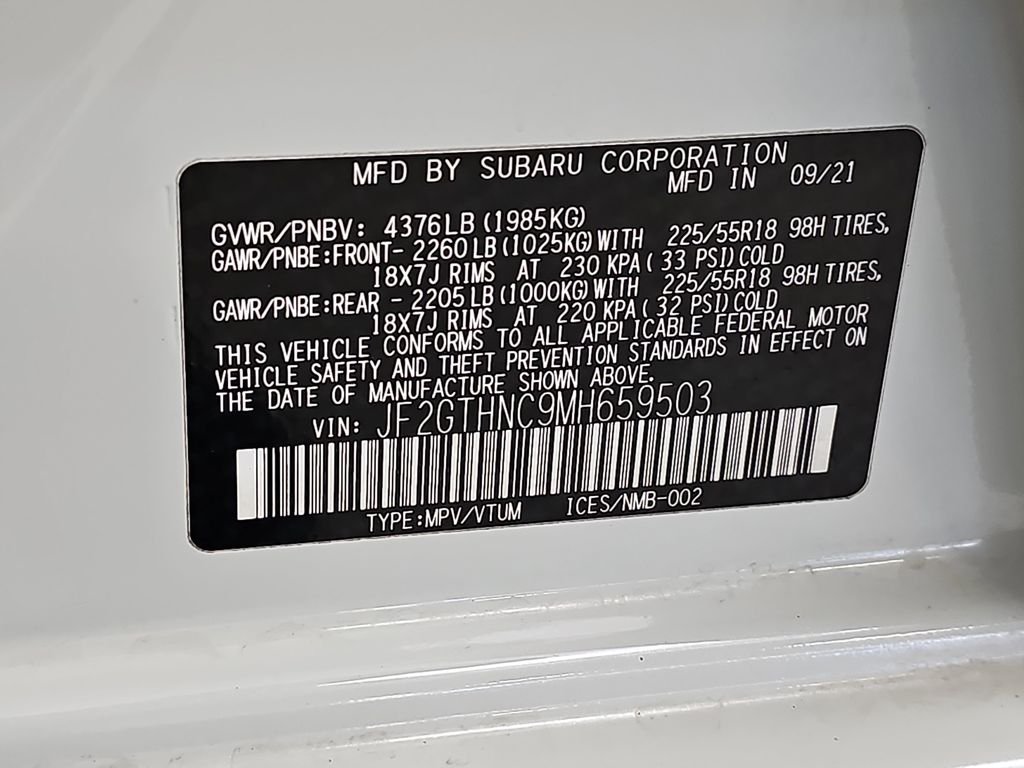 MFD BY SUBARU CORPORATION
MFD IN 09/21
GVWR/PNBV: 4376LB(1985KG)
GAWR/PNBE:FRONT- 2260LB(1025KG)WITH 225/55R18 98H TIRES,
18X7J RIMS AT 230 KPA( 33 PSI)COLD
GAWR/PNBE:REAR - 2205LB(1000KG)WITH 225/55R18 98H TIRES,
18X7J RIMS AT 220 KPA( 32 PSI)COLD
THIS VEHICLE CONFORMS TO ALL APPLICABLE FEDERAL MOTOR
VEHICLE SAFETY AND THEFT PREVENTION STANDARDS IN EFFECT ON
THE DATE OF MANUFACTURE SHOWN ABOVE.
VIN: JF2GTHNC9MH659503
TYPE:MPV/VTUM ICES/NMB-002